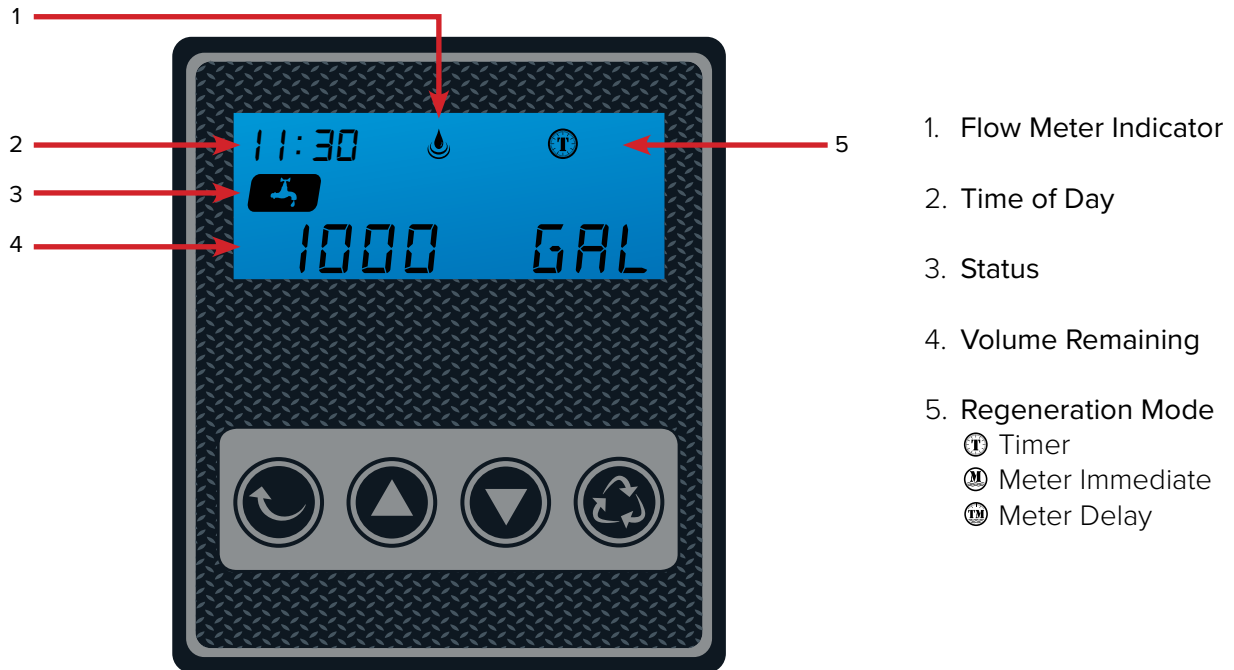 1
2
3
4
5
11:30
T
1000 GAL
1. Flow Meter Indicator
2. Time of Day
3. Status
4. Volume Remaining
5. Regeneration Mode
T Timer
M Meter Immediate
TM Meter Delay